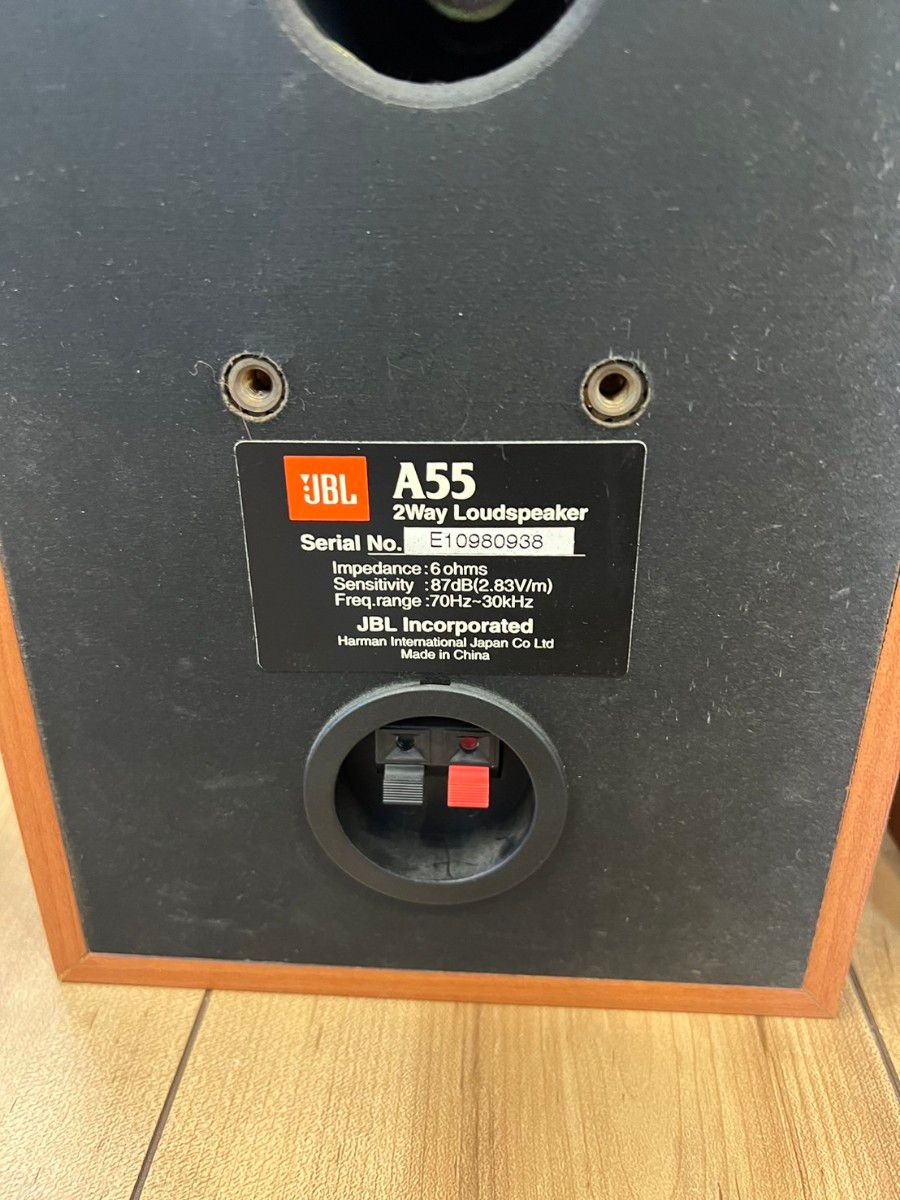 JBL
A55
2Way Loudspeaker
Serial No. E10980938
Impedance:6 ohms
Sensitivity :87dB(2.83V/m)
Freq.range :70Hz~30kHz
JBL Incorporated
Harman International Japan Co Ltd
Made in China